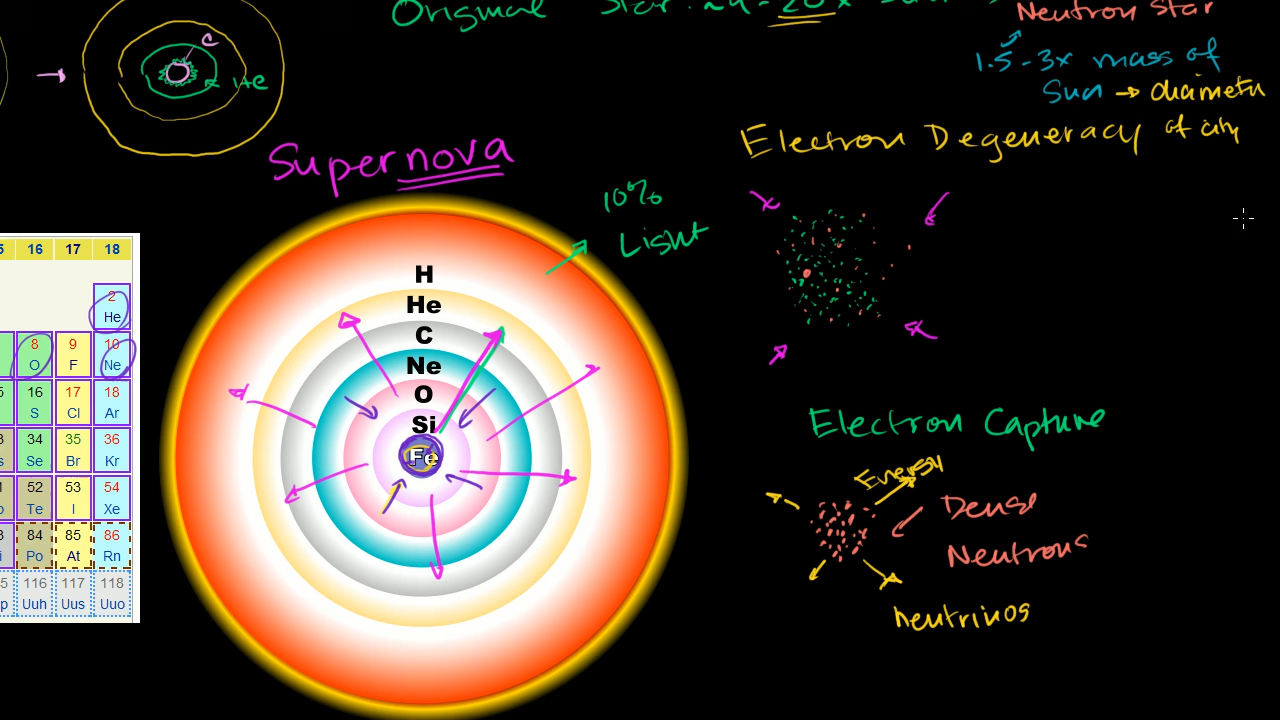 Original Star: ~9-20x
Neutron Star
1.5-3x mass of
Sun → diameter
of city
C
He
Electron Degeneracy
Supernova
10%
Light
H
He
C
Ne
O
Si
Fe
16 17 18
2
He
8 9 10
O F Ne
16 17 18
S Cl Ar
34 35 36
Se Br Kr
52 53 54
Te I Xe
84 85 86
Po At Rn
116 117 118
Uuh Uus Uuo
Electron Capture
Energy
Dense
Neutrons
neutrinos